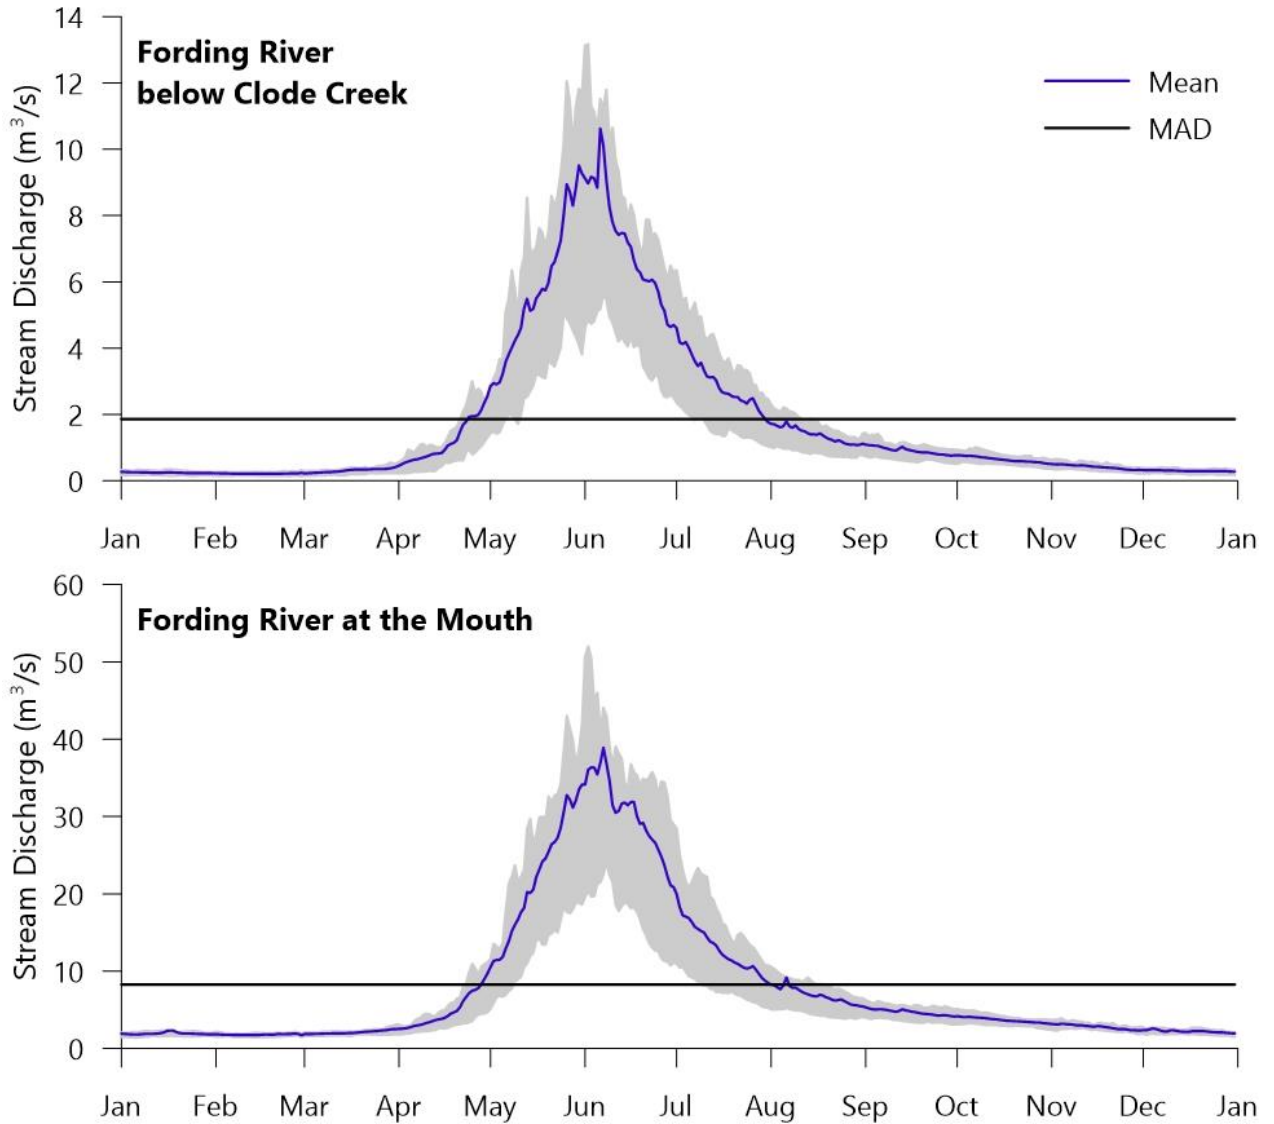 14
12
10
8
6
4
2
0
Stream Discharge (m³/s)
Fording River
below Clode Creek
Mean
MAD
Jan Feb Mar Apr May Jun Jul Aug Sep Oct Nov Dec Jan
60
50
40
30
20
10
0
Stream Discharge (m³/s)
Fording River at the Mouth
Jan Feb Mar Apr May Jun Jul Aug Sep Oct Nov Dec Jan